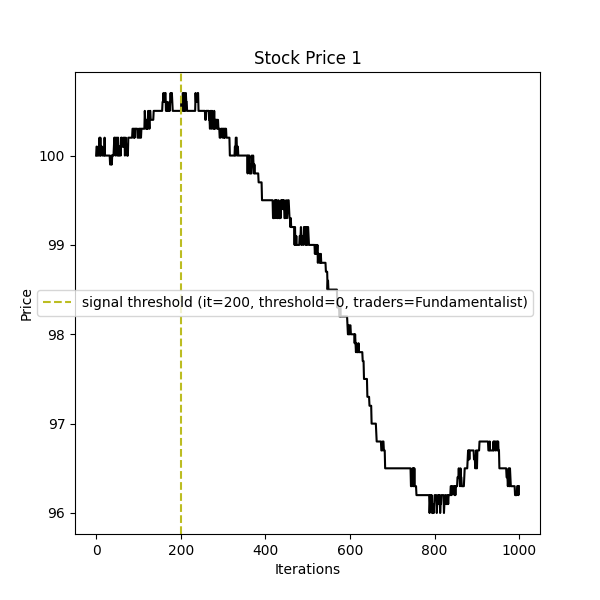 Stock Price 1
100
99
98
97
96
Price
signal threshold (it=200, threshold=0, traders=Fundamentalist)
0 200 400 600 800 1000
Iterations